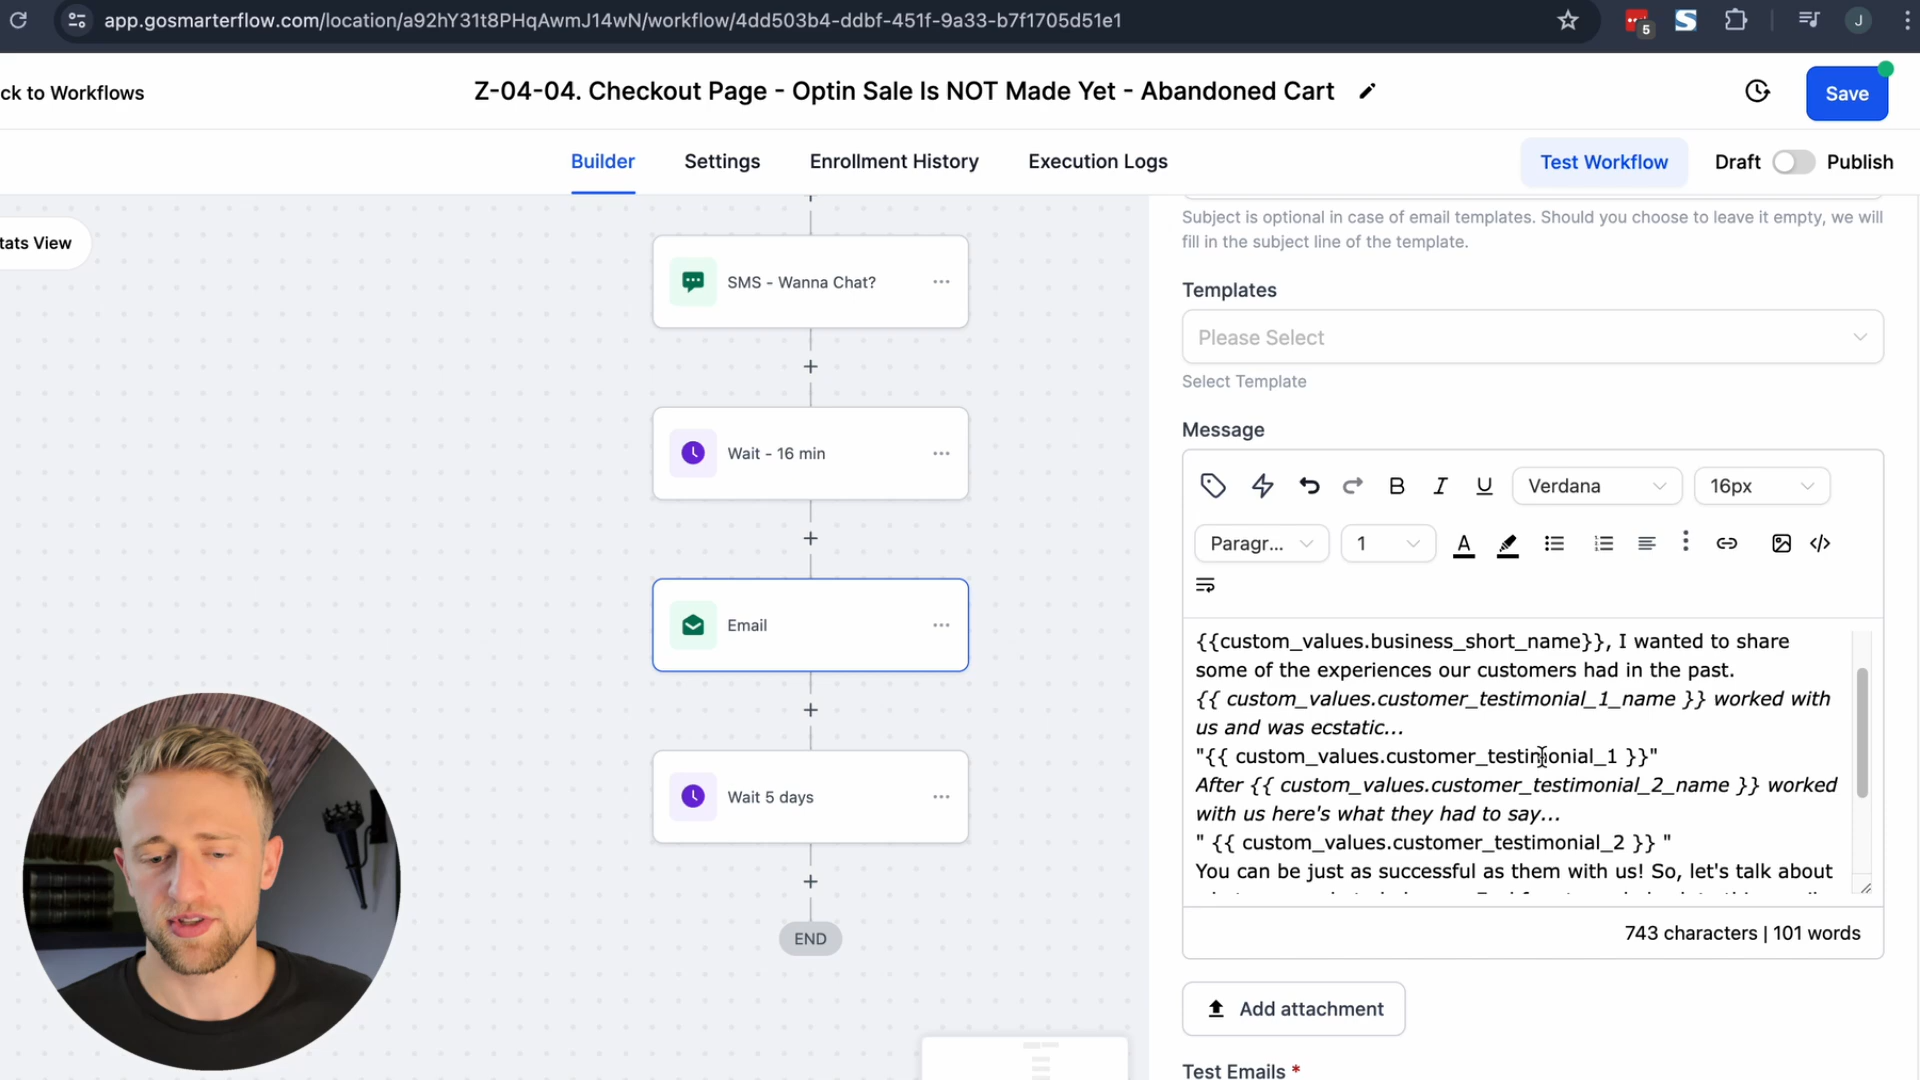 app.gosmarterflow.com/location/a92hY31t8PHqAwmJ14wN/workflow/4dd503b4-ddbf-451f-9a33-b7f1705d51e1
5
J
ck to Workflows
Z-04-04. Checkout Page - Optin Sale Is NOT Made Yet - Abandoned Cart
Save
Builder
Settings
Enrollment History
Execution Logs
Test Workflow
Draft
Publish
tats View
SMS - Wanna Chat?
Wait - 16 min
Email
Wait 5 days
END
Subject is optional in case of email templates. Should you choose to leave it empty, we will
fill in the subject line of the template.
Templates
Please Select
Select Template
Message
B I U Verdana 16px
Paragr... 1 A
{{custom_values.business_short_name}}, I wanted to share
some of the experiences our customers had in the past.
{{ custom_values.customer_testimonial_1_name }} worked with
us and was ecstatic...
"{{ custom_values.customer_testimonial_1 }}"
After {{ custom_values.customer_testimonial_2_name }} worked
with us here's what they had to say...
" {{ custom_values.customer_testimonial_2 }} "
You can be just as successful as them with us! So, let's talk about
743 characters | 101 words
Add attachment
Test Emails *